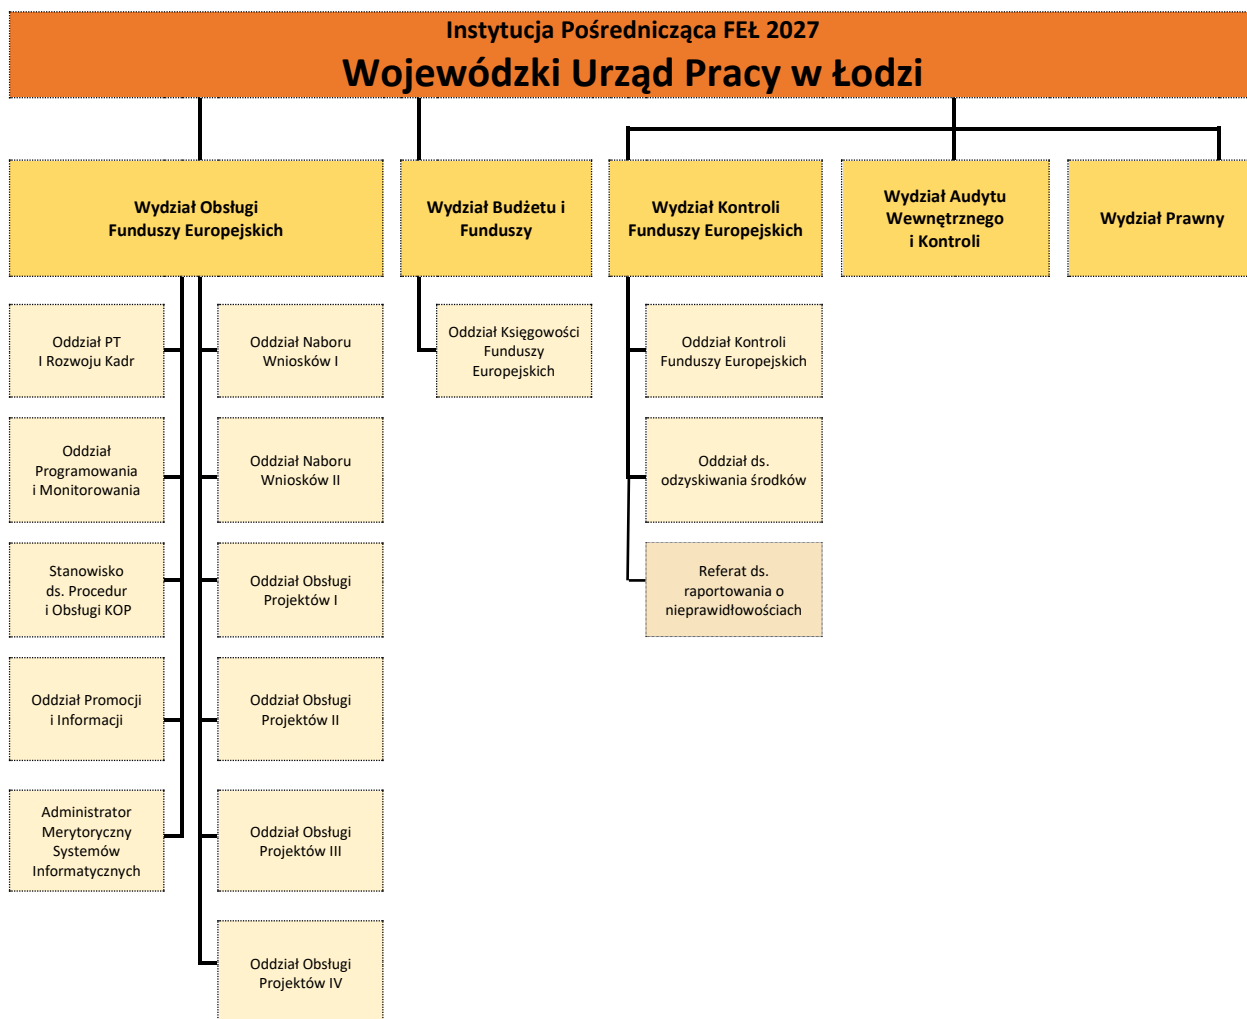 Instytucja Pośrednicząca FEŁ 2027
Wojewódzki Urząd Pracy w Łodzi
Wydział Obsługi
Funduszy Europejskich
Wydział Budżetu i
Funduszy
Wydział Kontroli
Funduszy Europejskich
Wydział Audytu
Wewnętrznego
i Kontroli
Wydział Prawny
Oddział PT
I Rozwoju Kadr
Oddział Naboru
Wniosków I
Oddział Księgowości
Funduszy
Europejskich
Oddział Kontroli
Funduszy Europejskich
Oddział
Programowania
i Monitorowania
Oddział Naboru
Wniosków II
Oddział ds.
odzyskiwania środków
Stanowisko
ds. Procedur
i Obsługi KOP
Oddział Obsługi
Projektów I
Referat ds.
raportowania o
nieprawidłowościach
Oddział Promocji
i Informacji
Oddział Obsługi
Projektów II
Administrator
Merytoryczny
Systemów
Informatycznych
Oddział Obsługi
Projektów III
Oddział Obsługi
Projektów IV